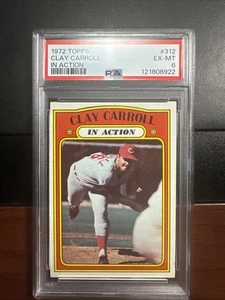 1972 TOPPS #312
CLAY CARROLL EX-MT
IN ACTION PSA 6
121808922
CLAY CARROLL
IN ACTION